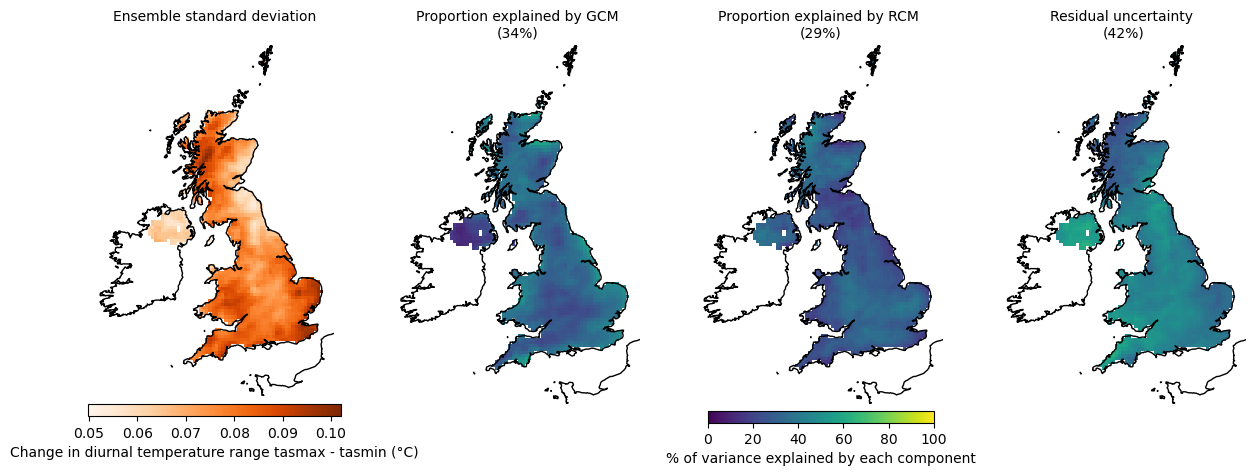 Ensemble standard deviation
Proportion explained by GCM
(34%)
Proportion explained by RCM
(29%)
Residual uncertainty
(42%)
0.05 0.06 0.07 0.08 0.09 0.10
Change in diurnal temperature range tasmax - tasmin (°C)
0 20 40 60 80 100
% of variance explained by each component